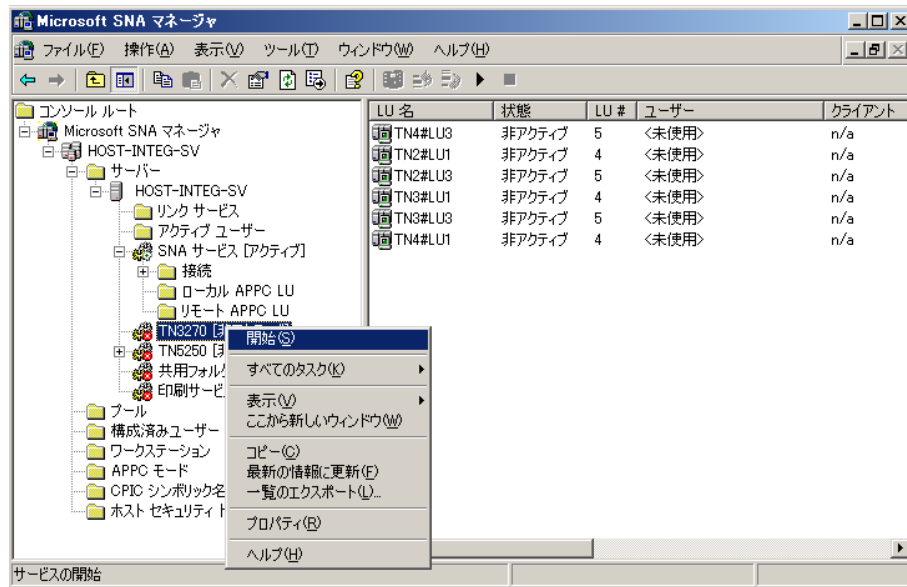 Microsoft SNA マネージャ
ファイル(F) 操作(A) 表示(V) ツール(T) ウィンドウ(W) ヘルプ(H)
コンソール ルート
Microsoft SNA マネージャ
HOST-INTEG-SV
サーバー
HOST-INTEG-SV
リンク サービス
アクティブ ユーザー
SNA サービス [アクティブ]
接続
ローカル APPC LU
リモート APPC LU
TN3270
TN5250
共用フォル
印刷サービ
プール
構成済みユーザー
ワークステーション
APPC モード
CPIC シンボリック名
ホスト セキュリティ
LU 名 状態 LU # ユーザー クライアント
TN4#LU3 非アクティブ 5 <未使用> n/a
TN2#LU1 非アクティブ 4 <未使用> n/a
TN2#LU3 非アクティブ 5 <未使用> n/a
TN3#LU1 非アクティブ 4 <未使用> n/a
TN3#LU3 非アクティブ 5 <未使用> n/a
TN4#LU1 非アクティブ 4 <未使用> n/a
開始(S)
すべてのタスク(K)
表示(V)
ここから新しいウィンドウ(W)
コピー(C)
最新の情報に更新(F)
一覧のエクスポート(L)...
プロパティ(R)
ヘルプ(H)
サービスの開始